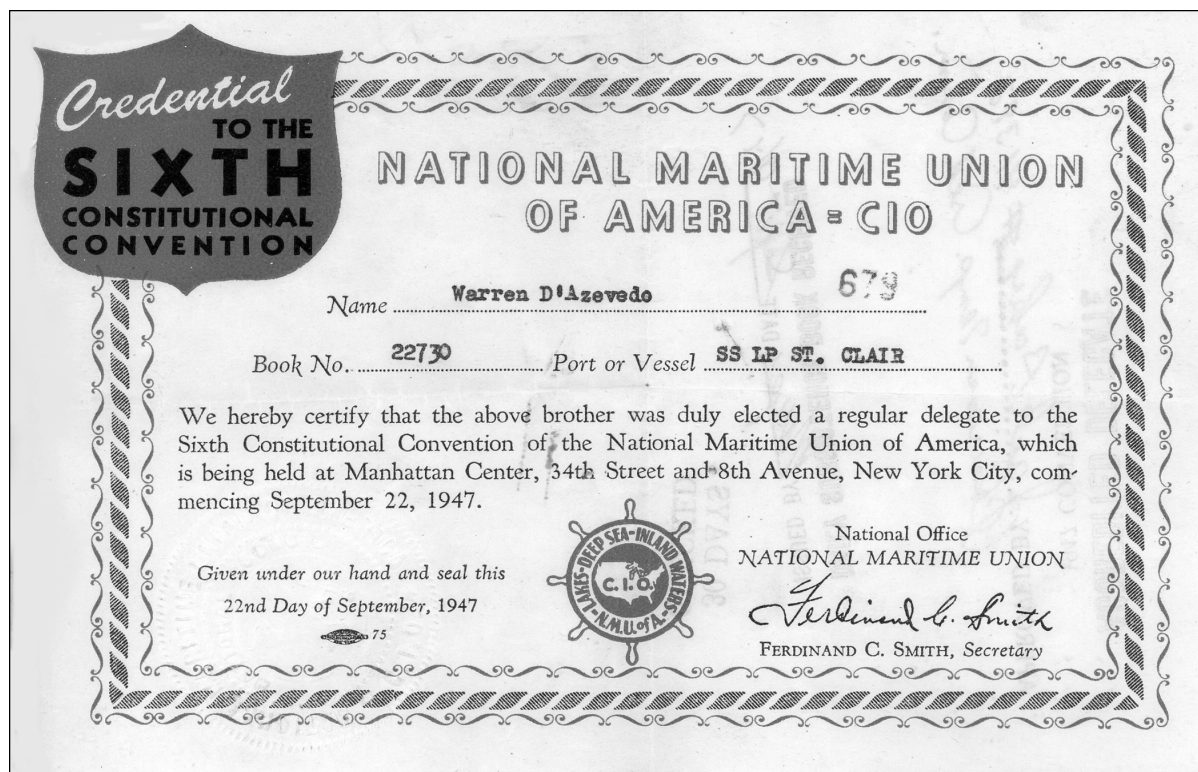 Credential
TO THE
SIXTH
CONSTITUTIONAL
CONVENTION
NATIONAL MARITIME UNION
OF AMERICA = CIO
Name Warren D'Azevedo 679
Book No. 22730 Port or Vessel SS LP ST. CLAIR
We hereby certify that the above brother was duly elected a regular delegate to the
Sixth Constitutional Convention of the National Maritime Union of America, which
is being held at Manhattan Center, 34th Street and 8th Avenue, New York City, com-
mencing September 22, 1947.
Given under our hand and seal this
22nd Day of September, 1947
75
LAKES-DEEP SEA-INLAND WATERS-N.M.U. of A.-
C.I.O.
National Office
NATIONAL MARITIME UNION
Ferdinand C. Smith
FERDINAND C. SMITH, Secretary